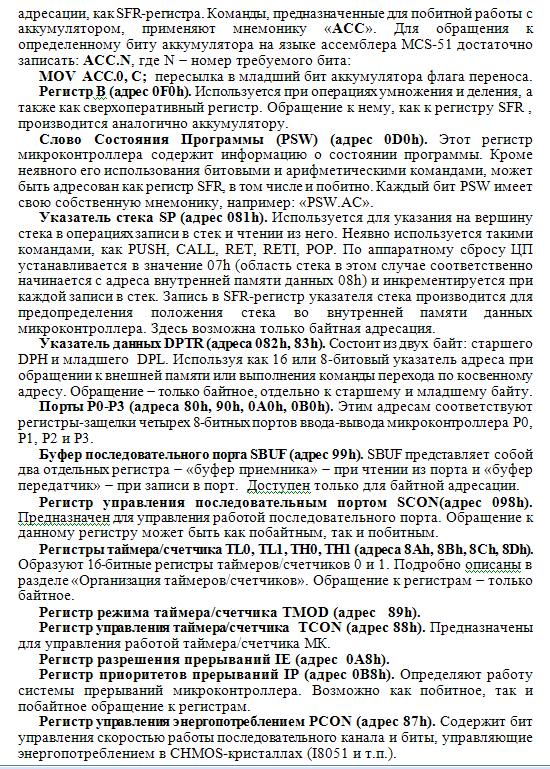 адресации, как SFR-регистра. Команды, предназначенные для побитной работы с
аккумулятором, применяют мнемонику «ACC». Для обращения к
определенному биту аккумулятора на языке ассемблера MCS-51 достаточно
записать: ACC.N, где N – номер требуемого бита:
MOV ACC.0, C; пересылка в младший бит аккумулятора флага переноса.
Регистр B (адрес 0F0h). Используется при операциях умножения и деления, а
также как сверхоперативный регистр. Обращение к нему, как к регистру SFR ,
производится аналогично аккумулятору.
Слово Состояния Программы (PSW) (адрес 0D0h). Этот регистр
микроконтроллера содержит информацию о состоянии программы. Кроме
неявного его использования битовыми и арифметическими командами, может
быть адресован как регистр SFR, в том числе и побитно. Каждый бит PSW имеет
свою собственную мнемонику, например: «PSW.AC».
Указатель стека SP (адрес 081h). Используется для указания на вершину
стека в операциях записи в стек и чтении из него. Неявно используется такими
командами, как PUSH, CALL, RET, RETI, POP. По аппаратному сбросу ЦП
устанавливается в значение 07h (область стека в этом случае соответственно
начинается с адреса внутренней памяти данных 08h) и инкрементируется при
каждой записи в стек. Запись в SFR-регистр указателя стека производится для
предопределения положения стека во внутренней памяти данных
микроконтроллера. Здесь возможна только байтная адресация.
Указатель данных DPTR (адреса 082h, 83h). Состоит из двух байт: старшего
DPH и младшего DPL. Используя как 16 или 8-битовый указатель адреса при
обращении к внешней памяти или выполнения команды перехода по косвенному
адресу. Обращение – только байтное, отдельно к старшему и младшему байту.
Порты P0-P3 (адреса 80h, 90h, 0A0h, 0B0h). Этим адресам соответствуют
регистры-защелки четырех 8-битных портов ввода-вывода микроконтроллера P0,
P1, P2 и P3.
Буфер последовательного порта SBUF (адрес 99h). SBUF представляет собой
два отдельных регистра – «буфер приемника» – при чтении из порта и «буфер
передатчик» – при записи в порт. Доступен только для байтной адресации.
Регистр управления последовательным портом SCON(адрес 098h).
Предназначен для управления работой последовательного порта. Обращение к
данному регистру может быть как побайтным, так и побитным.
Регистры таймера/счетчика TL0, TL1, TH0, TH1 (адреса 8Ah, 8Bh, 8Ch, 8Dh).
Образуют 16-битные регистры таймеров/счетчиков 0 и 1. Подробно описаны в
разделе «Организация таймеров/счетчиков». Обращение к регистрам – только
байтное.
Регистр режима таймера/счетчика TMOD (адрес 89h).
Регистр управления таймера/счетчика TCON (адрес 88h). Предназначены
для управления работой таймера/счетчика МК.
Регистр разрешения прерываний IE (адрес 0A8h).
Регистр приоритетов прерываний IP (адрес 0B8h). Определяют работу
системы прерываний микроконтроллера. Возможно как побитное, так и
побайтное обращение к регистрам.
Регистр управления энергопотреблением PCON (адрес 87h). Содержит бит
управления скоростью работы последовательного канала и биты, управляющие
энергопотреблением в CHMOS-кристаллах (I8051 и т.п.).